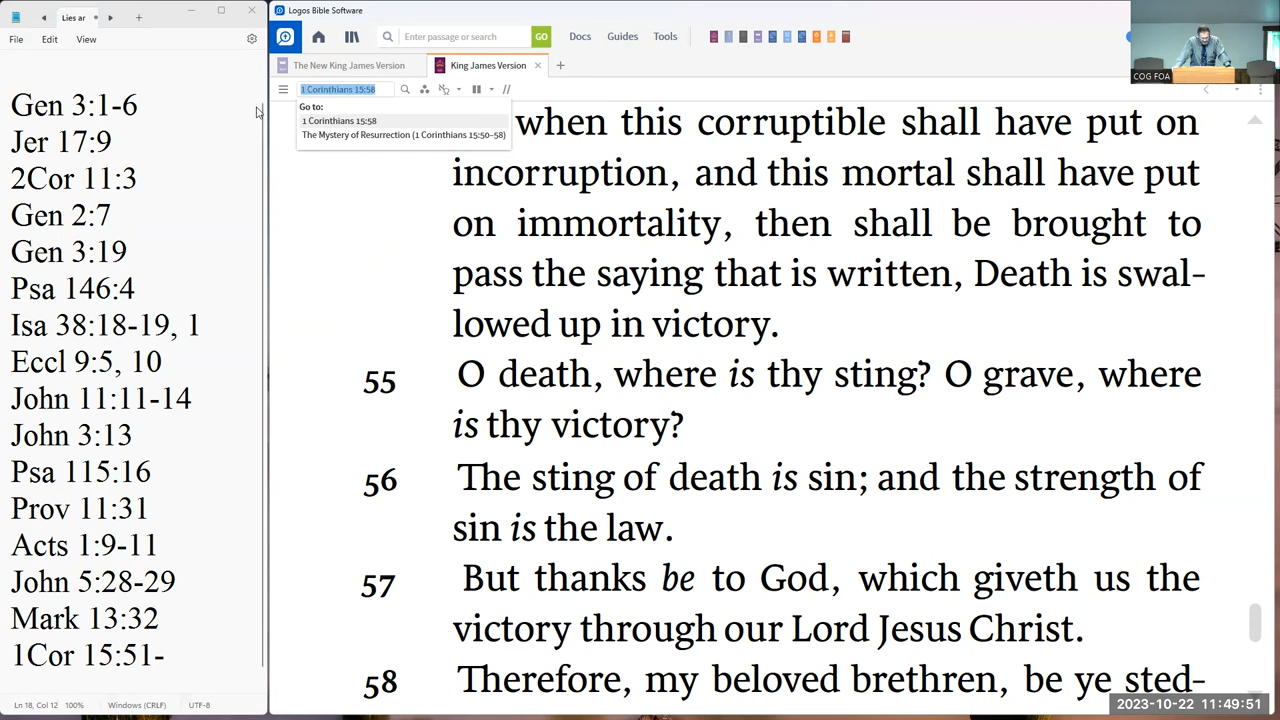 Lies ar
File Edit View
Gen 3:1-6
Jer 17:9
2Cor 11:3
Gen 2:7
Gen 3:19
Psa 146:4
Isa 38:18-19, 1
Eccl 9:5, 10
John 11:11-14
John 3:13
Psa 115:16
Prov 11:31
Acts 1:9-11
John 5:28-29
Mark 13:32
1Cor 15:51-
Ln 18, Col 12 100% Windows (CRLF) UTF-8
Logos Bible Software
Enter passage or search GO Docs Guides Tools
The New King James Version King James Version
1 Corinthians 15:58
Go to:
1 Corinthians 15:58
The Mystery of Resurrection (1 Corinthians 15:50–58)
when this corruptible shall have put on
incorruption, and this mortal shall have put
on immortality, then shall be brought to
pass the saying that is written, Death is swal-
lowed up in victory.
55 O death, where is thy sting? O grave, where
is thy victory?
56 The sting of death is sin; and the strength of
sin is the law.
57 But thanks be to God, which giveth us the
victory through our Lord Jesus Christ.
58 Therefore, my beloved brethren, be ye sted-
COG FOA
2023-10-22 11:49:51